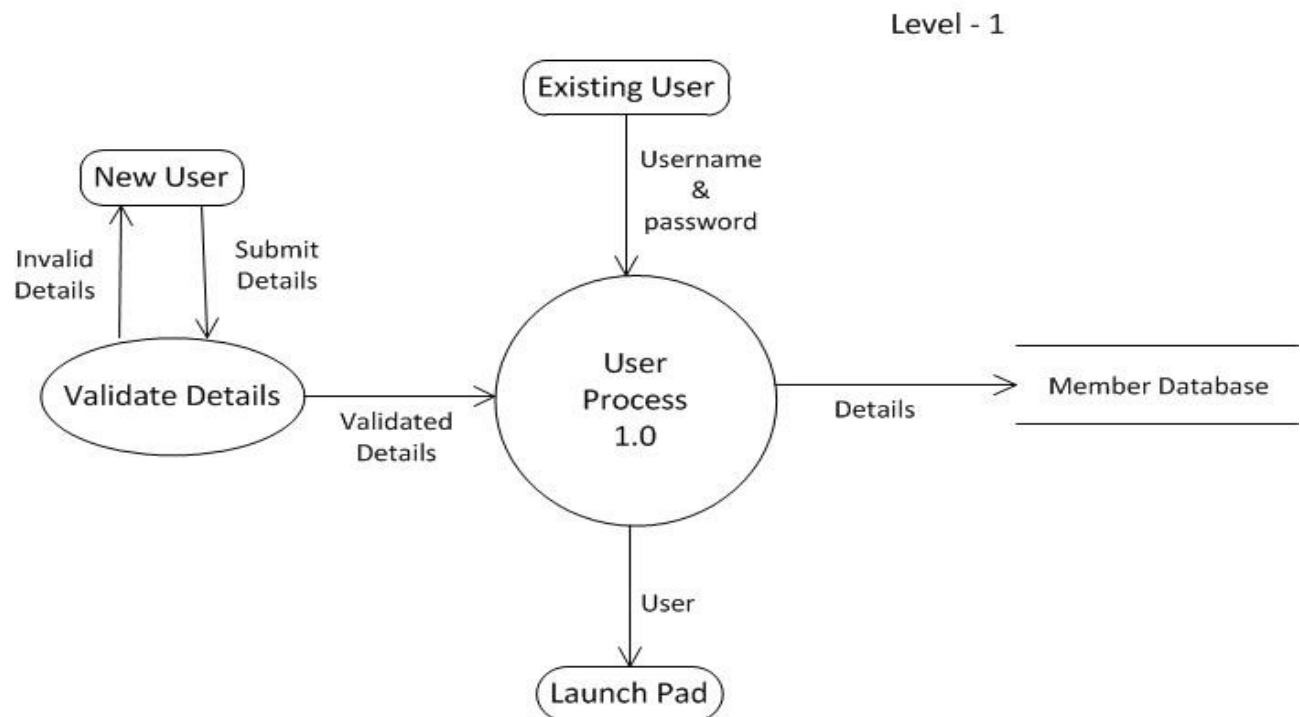 Level - 1
Existing User
Username
&
password
New User
Invalid
Details
Submit
Details
Validate Details
Validated
Details
User
Process
1.0
Details
Member Database
User
Launch Pad